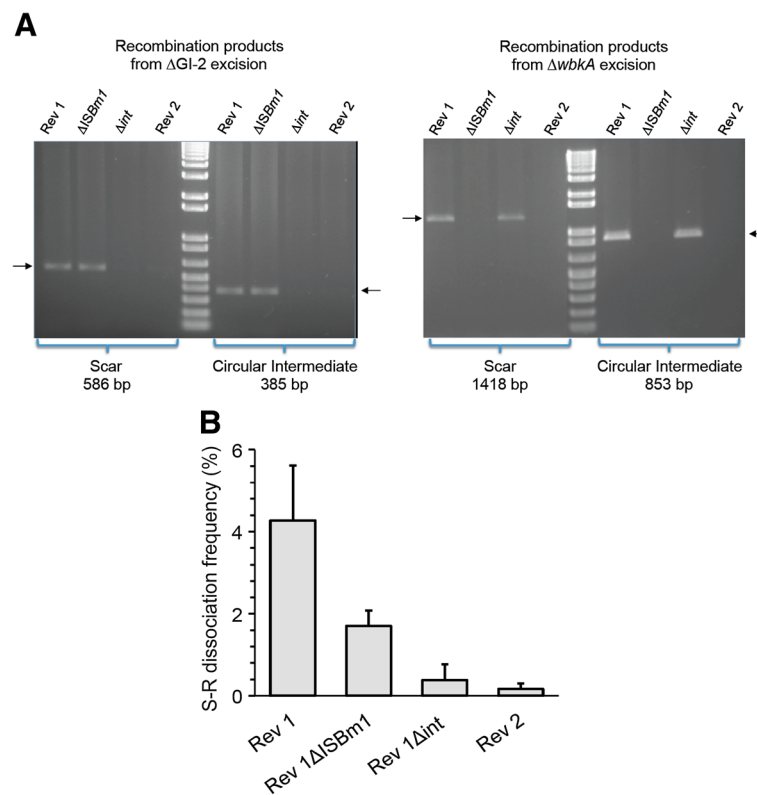 A
Recombination products
from ΔGI-2 excision
Recombination products
from ΔwbkA excision
Rev 1
ΔISBm1
Δint
Rev 2
Rev 1
ΔISBm1
Δint
Rev 2
Rev 1
ΔISBm1
Δint
Rev 2
Rev 1
ΔISBm1
Δint
Rev 2
Scar
586 bp
Circular Intermediate
385 bp
Scar
1418 bp
Circular Intermediate
853 bp
B
S-R dissociation frequency (%)
6
4
2
0
Rev 1
Rev 1ΔISBm1
Rev 1Δint
Rev 2